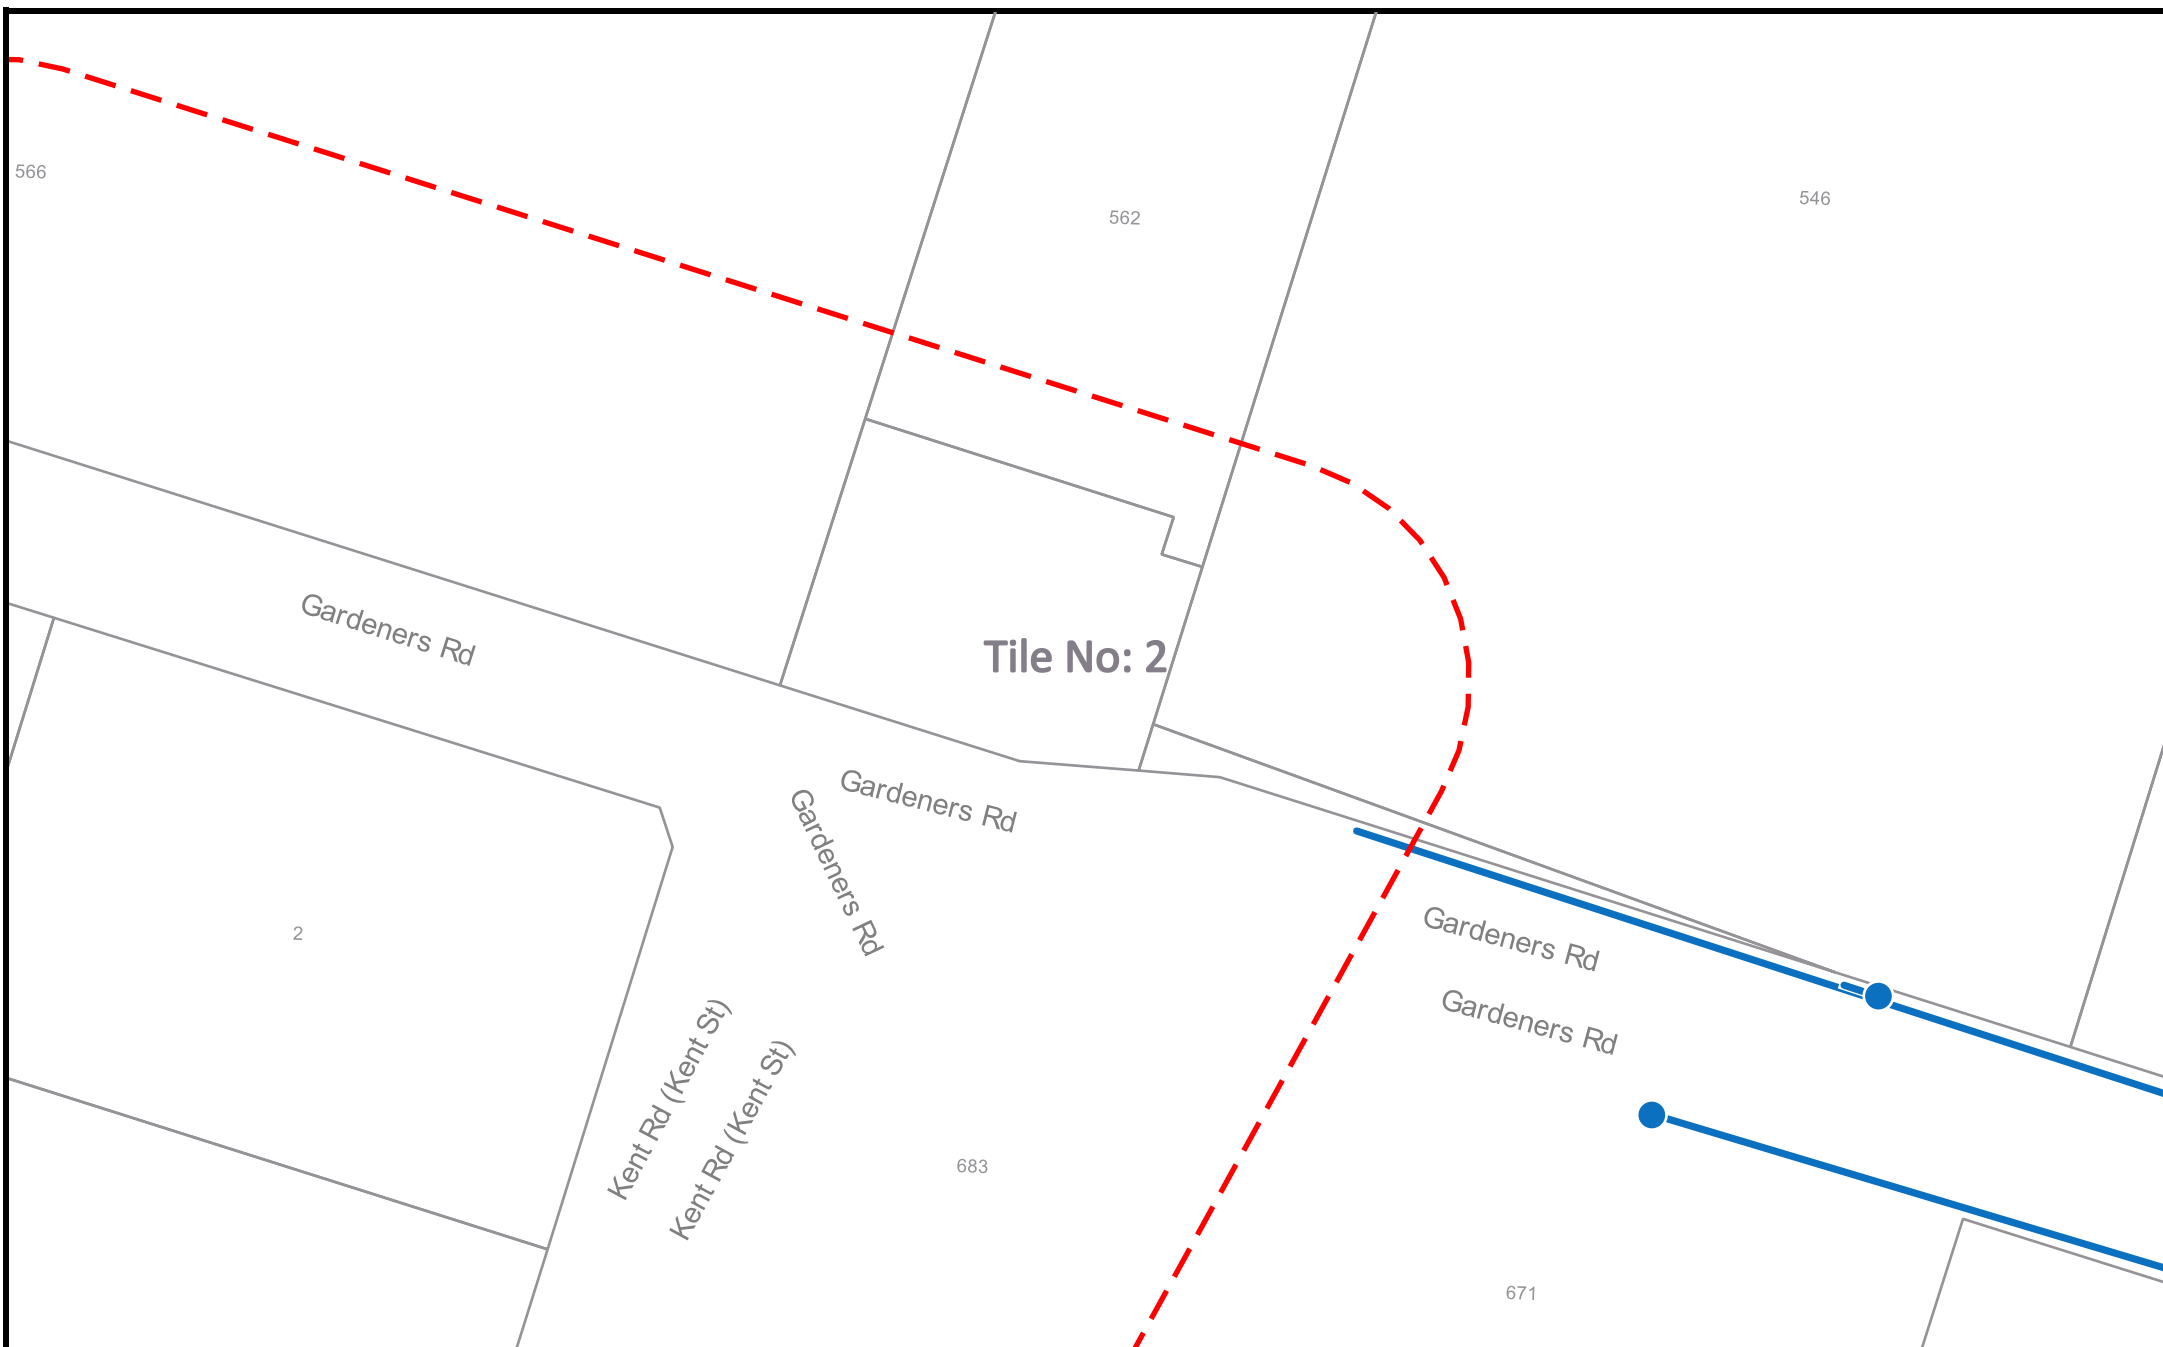 566
562
546
Gardeners Rd
Tile No: 2
Gardeners Rd
Gardeners Rd
Gardeners Rd
2
Gardeners Rd
Kent Rd (Kent St)
Kent Rd (Kent St)
683
671